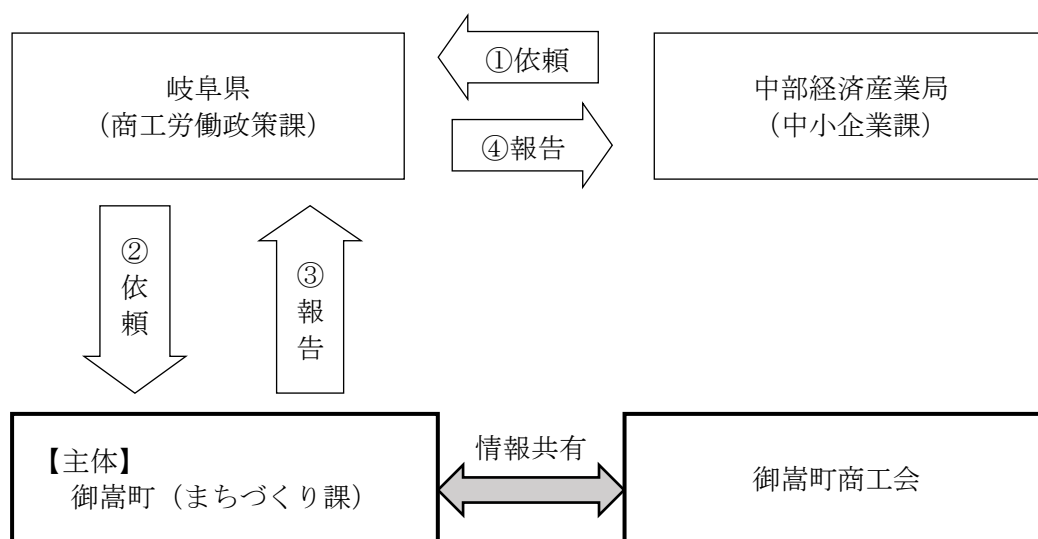 岐阜県
（商工労働政策課）
①依頼
④報告
中部経済産業局
（中小企業課）
②依頼
③報告
【主体】
御嵩町（まちづくり課）
情報共有
御嵩町商工会